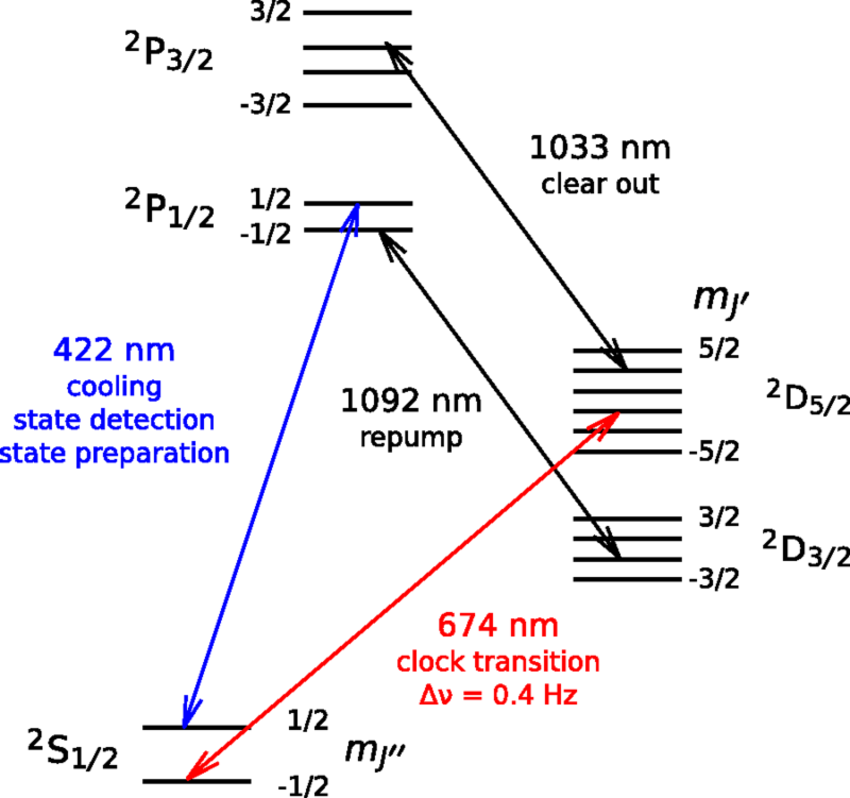 3/2
²P₃/₂
-3/2
1033 nm
clear out
²P₁/₂
1/2
-1/2
mJ′
5/2
²D₅/₂
-5/2
422 nm
cooling
state detection
state preparation
1092 nm
repump
3/2
²D₃/₂
-3/2
674 nm
clock transition
Δν = 0.4 Hz
1/2
²S₁/₂
mJ″
-1/2